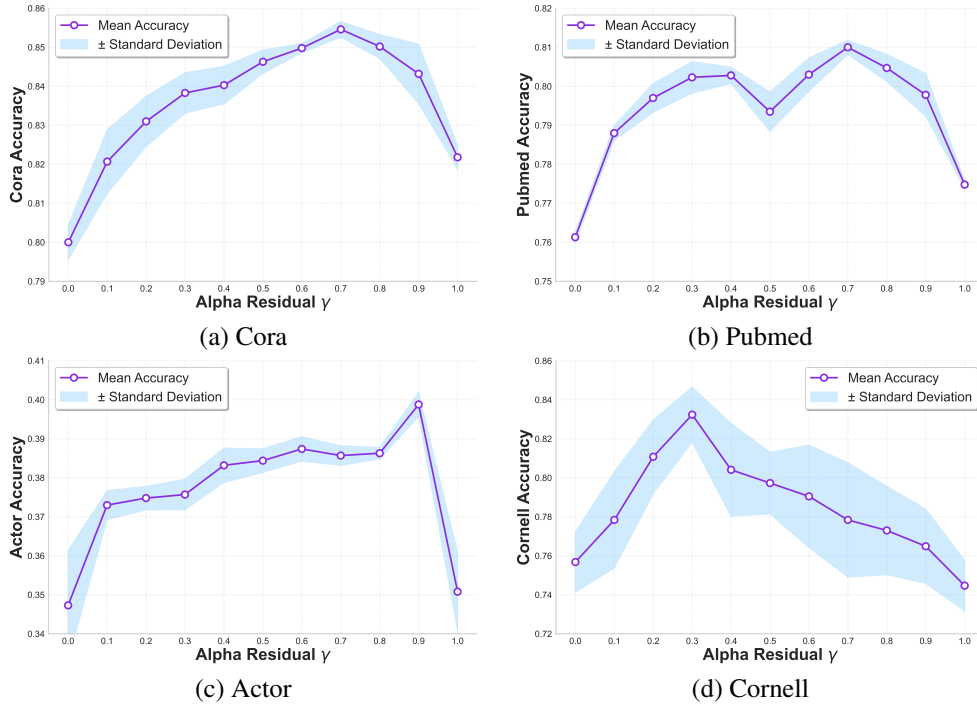 Mean Accuracy
± Standard Deviation
Cora Accuracy
0.86
0.85
0.84
0.83
0.82
0.81
0.80
0.79
0.0 0.1 0.2 0.3 0.4 0.5 0.6 0.7 0.8 0.9 1.0
Alpha Residual γ
(a) Cora
Mean Accuracy
± Standard Deviation
Pubmed Accuracy
0.82
0.81
0.80
0.79
0.78
0.77
0.76
0.75
0.0 0.1 0.2 0.3 0.4 0.5 0.6 0.7 0.8 0.9 1.0
Alpha Residual γ
(b) Pubmed
Mean Accuracy
± Standard Deviation
Actor Accuracy
0.41
0.40
0.39
0.38
0.37
0.36
0.35
0.34
0.0 0.1 0.2 0.3 0.4 0.5 0.6 0.7 0.8 0.9 1.0
Alpha Residual γ
(c) Actor
Mean Accuracy
± Standard Deviation
Cornell Accuracy
0.86
0.84
0.82
0.80
0.78
0.76
0.74
0.72
0.0 0.1 0.2 0.3 0.4 0.5 0.6 0.7 0.8 0.9 1.0
Alpha Residual γ
(d) Cornell